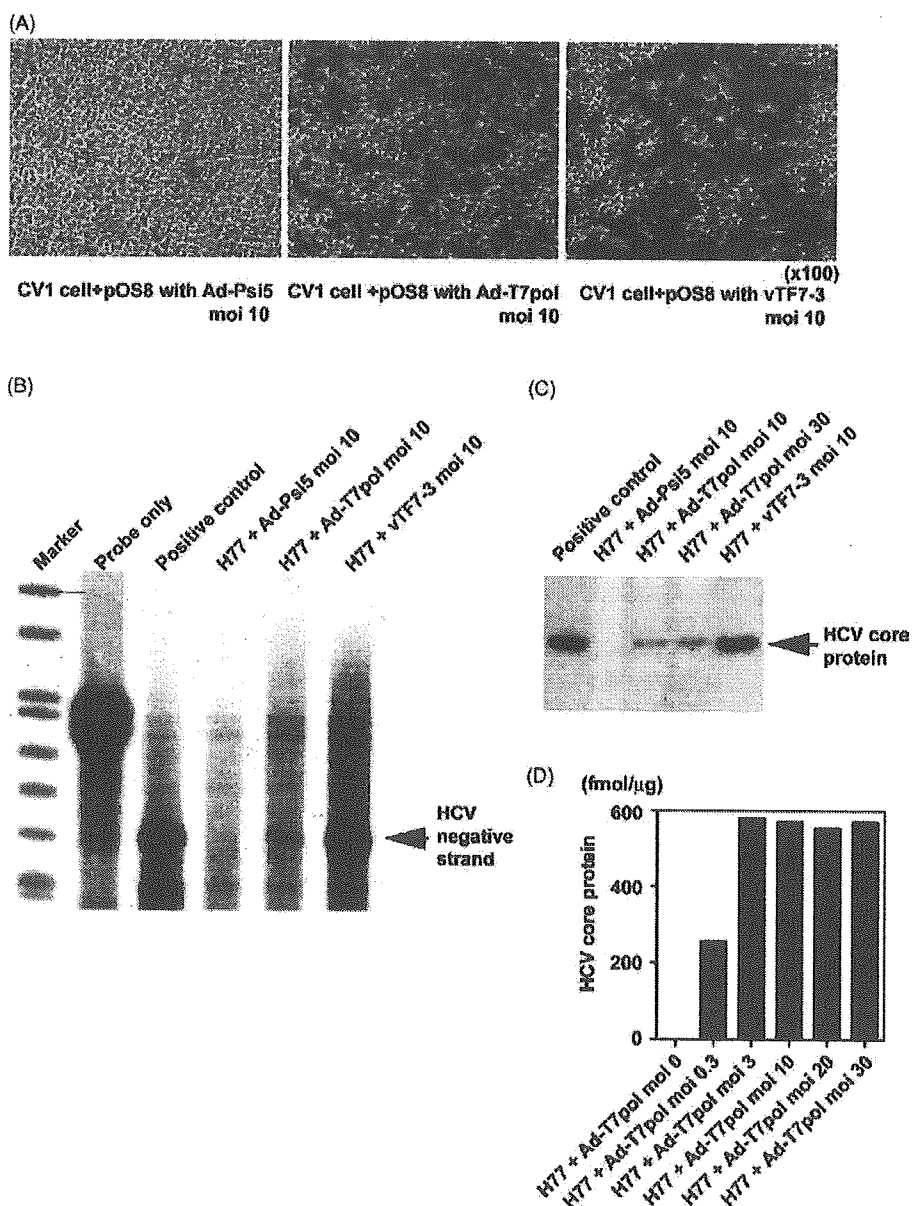 (A)
(x100)
CV1 cell+pOS8 with Ad-Psi5
moi 10
CV1 cell +pOS8 with Ad-T7pol
moi 10
CV1 cell+pOS8 with vTF7-3
moi 10
(B)
Marker
Probe only
Positive control
H77 + Ad-Psi5 moi 10
H77 + Ad-T7pol moi 10
H77 + vTF7-3 moi 10
HCV
negative
strand
(C)
Positive control
H77 + Ad-Psi5 moi 10
H77 + Ad-T7pol moi 10
H77 + Ad-T7pol moi 30
H77 + vTF7-3 moi 10
HCV core
protein
(D)
(fmol/µg)
HCV core protein
600
400
200
0
H77 + Ad-T7pol moi 0
H77 + Ad-T7pol moi 0.3
H77 + Ad-T7pol moi 3
H77 + Ad-T7pol moi 10
H77 + Ad-T7pol moi 20
H77 + Ad-T7pol moi 30